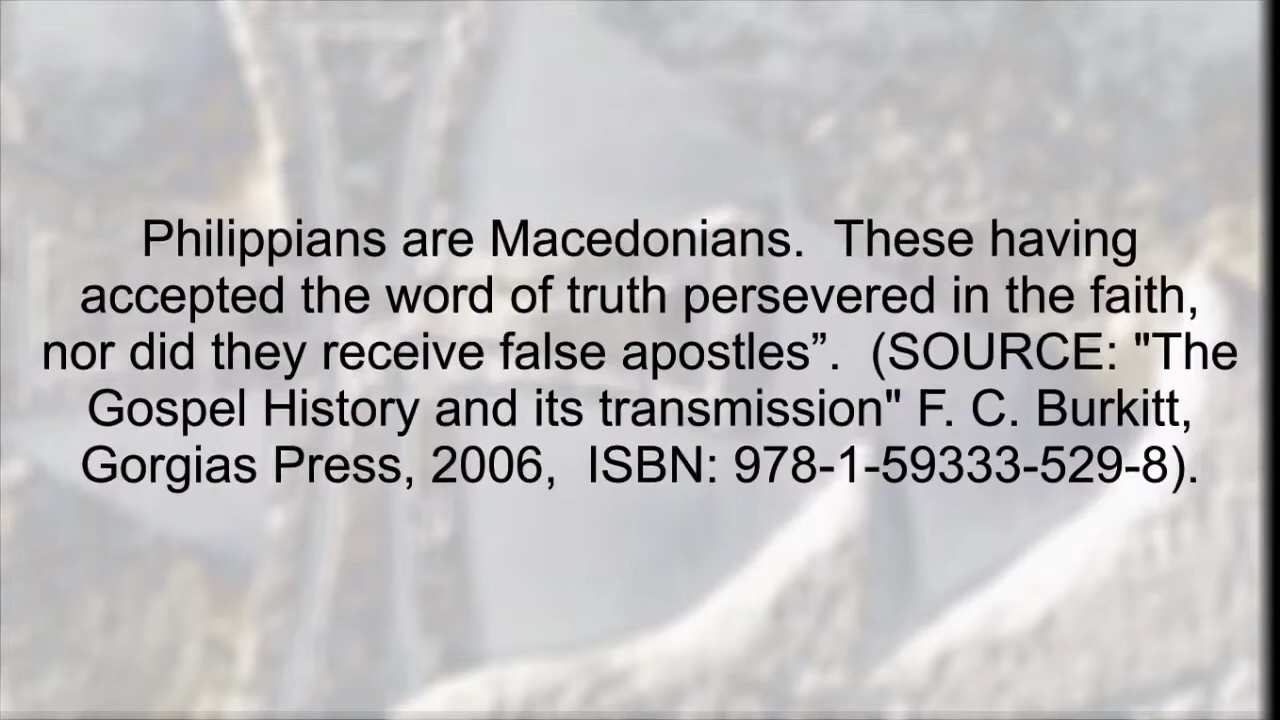 Philippians are Macedonians.  These having
accepted the word of truth persevered in the faith,
nor did they receive false apostles”.  (SOURCE: "The
Gospel History and its transmission" F. C. Burkitt,
Gorgias Press, 2006,  ISBN: 978-1-59333-529-8).